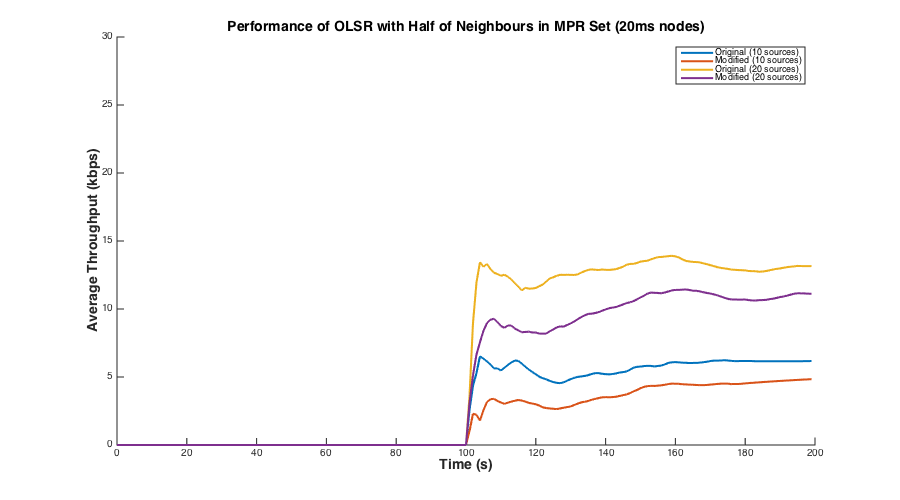 Performance of OLSR with Half of Neighbours in MPR Set (20ms nodes)
Original (10 sources)
Modified (10 sources)
Original (20 sources)
Modified (20 sources)
30
25
20
15
10
5
0
Average Throughput (kbps)
0 20 40 60 80 100 120 140 160 180 200
Time (s)